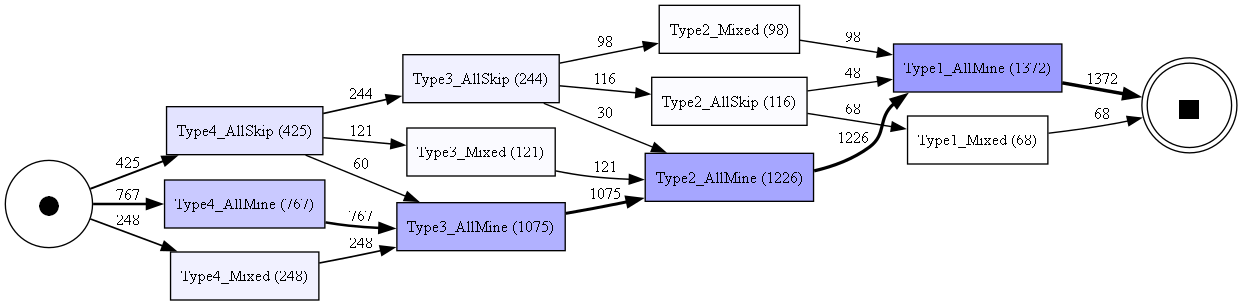 Type2_Mixed (98)
98
98
Type1_AllMine (1372)
1372
Type3_AllSkip (244)
116
48
Type2_AllSkip (116)
244
30
68
Type4_AllSkip (425)
121
1226
Type1_Mixed (68)
68
425
Type3_Mixed (121)
121
60
Type2_AllMine (1226)
767
Type4_AllMine (767)
1075
248
767
Type3_AllMine (1075)
248
Type4_Mixed (248)